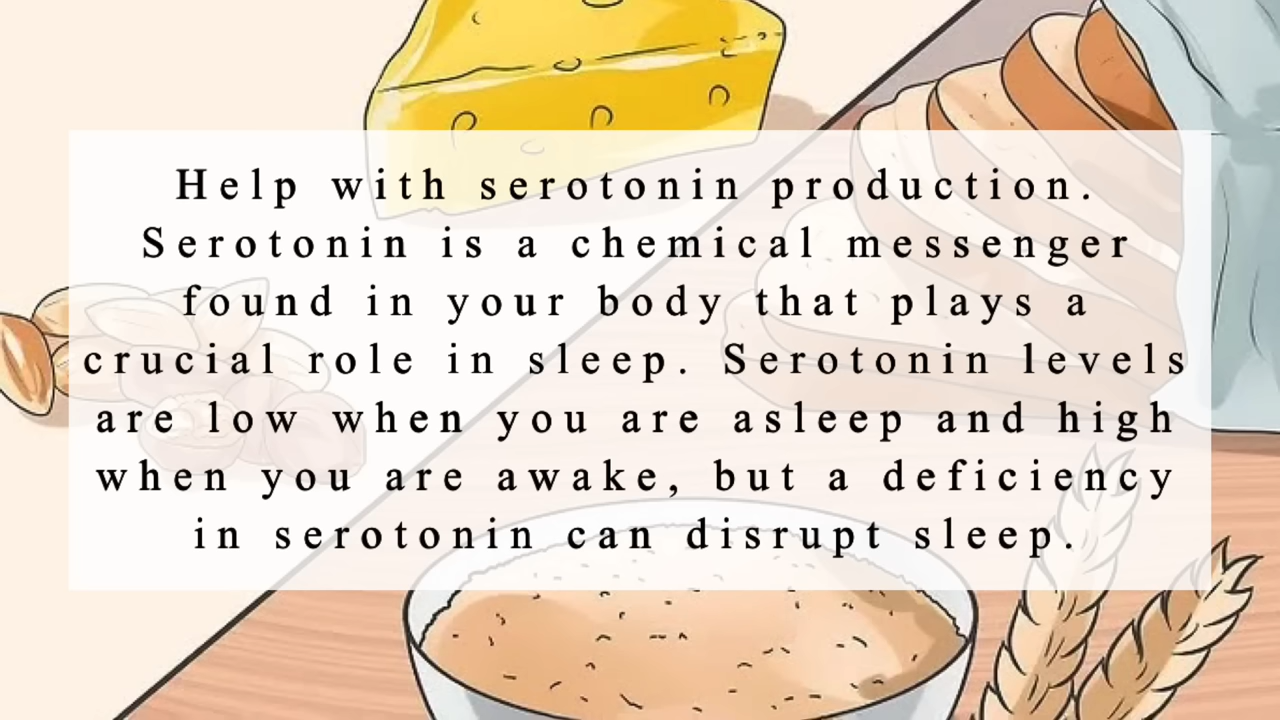 Help with serotonin production.
Serotonin is a chemical messenger
found in your body that plays a
crucial role in sleep. Serotonin levels
are low when you are asleep and high
when you are awake, but a deficiency
in serotonin can disrupt sleep.